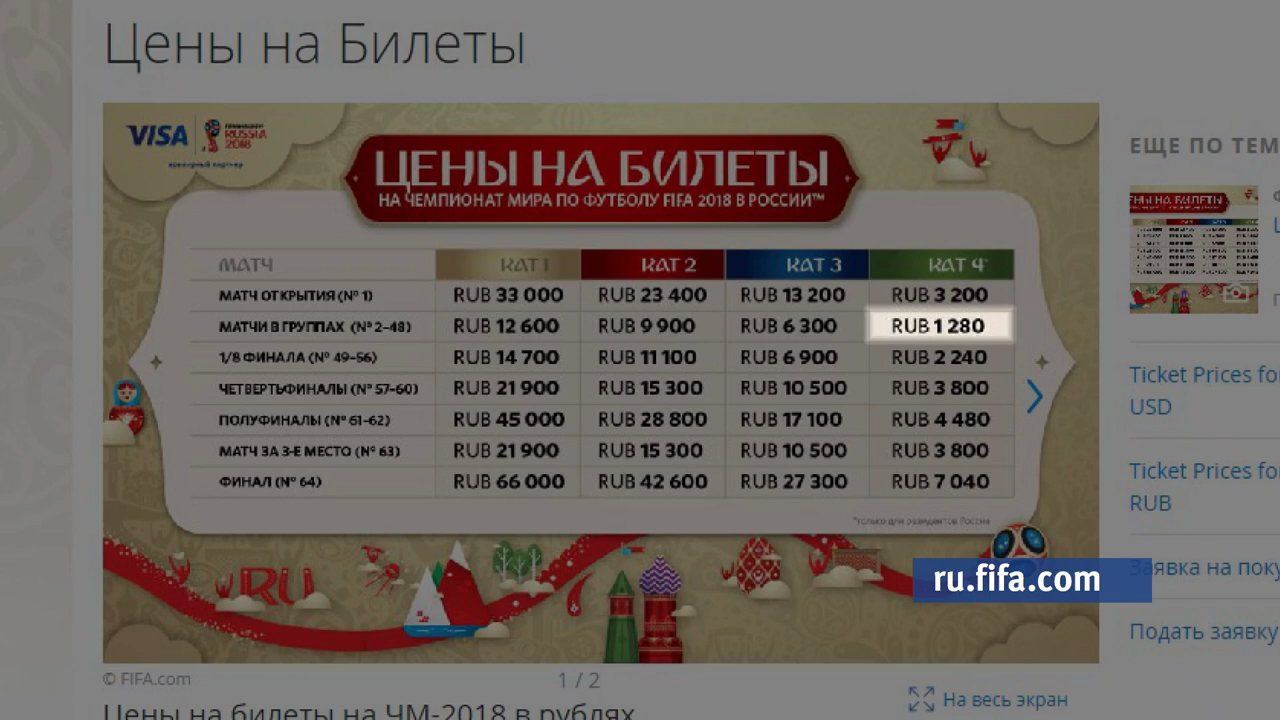 Цены на Билеты
VISA
RUSSIA
2018
ЦЕНЫ НА БИЛЕТЫ
НА ЧЕМПИОНАТ МИРА ПО ФУТБОЛУ FIFA 2018 В РОССИИ™
МАТЧ КАТ 1 КАТ 2 КАТ 3 КАТ 4*
МАТЧ ОТКРЫТИЯ (№ 1) RUB 33 000 RUB 23 400 RUB 13 200 RUB 3 200
МАТЧИ В ГРУППАХ (№ 2-48) RUB 12 600 RUB 9 900 RUB 6 300 RUB 1 280
1/8 ФИНАЛА (№ 49-56) RUB 14 700 RUB 11 100 RUB 6 900 RUB 2 240
ЧЕТВЕРТЬФИНАЛЫ (№ 57-60) RUB 21 900 RUB 15 300 RUB 10 500 RUB 3 800
ПОЛУФИНАЛЫ (№ 61-62) RUB 45 000 RUB 28 800 RUB 17 100 RUB 4 480
МАТЧ ЗА 3-Е МЕСТО (№ 63) RUB 21 900 RUB 15 300 RUB 10 500 RUB 3 800
ФИНАЛ (№ 64) RUB 66 000 RUB 42 600 RUB 27 300 RUB 7 040
*только для резидентов России
RU
ru.fifa.com
© FIFA.com
1 / 2
На весь экран
Цены на билеты на ЧМ-2018 в рублях
ЕЩЕ ПО ТЕМ
Ticket Prices fo
USD
Ticket Prices fo
RUB
Заявка на поку
Подать заявку